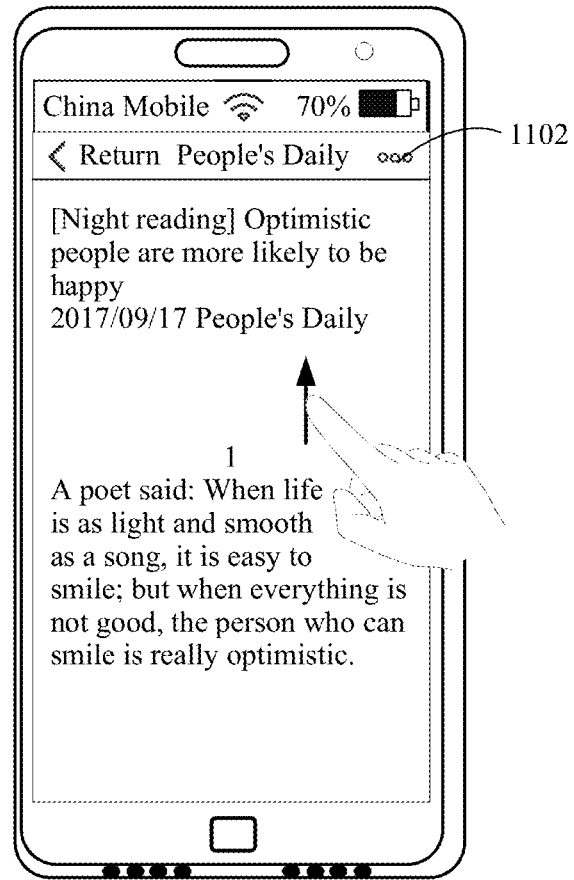 China Mobile 70%
Return People's Daily
1102
[Night reading] Optimistic
people are more likely to be
happy
2017/09/17 People's Daily
1
A poet said: When life
is as light and smooth
as a song, it is easy to
smile; but when everything is
not good, the person who can
smile is really optimistic.